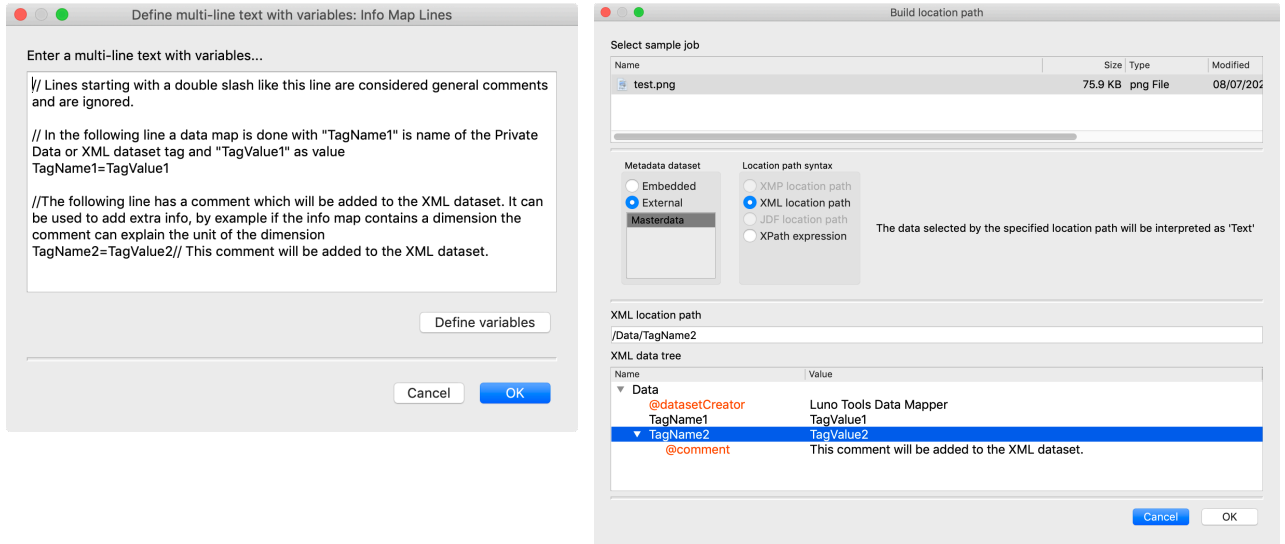 Define multi-line text with variables: Info Map Lines
Enter a multi-line text with variables...
// Lines starting with a double slash like this line are considered general comments
and are ignored.
// In the following line a data map is done with "TagName1" is name of the Private
Data or XML dataset tag and "TagValue1" as value
TagName1=TagValue1
//The following line has a comment which will be added to the XML dataset. It can
be used to add extra info, by example if the info map contains a dimension the
comment can explain the unit of the dimension
TagName2=TagValue2// This comment will be added to the XML dataset.
Define variables
Cancel OK
Build location path
Select sample job
Name Size Type Modified
test.png 75.9 KB png File 08/07/202
Metadata dataset Location path syntax
Embedded XMP location path
External XML location path
Masterdata JDF location path
XPath expression
The data selected by the specified location path will be interpreted as 'Text'
XML location path
/Data/TagName2
XML data tree
Name Value
Data
@datasetCreator Luno Tools Data Mapper
TagName1 TagValue1
TagName2 TagValue2
@comment This comment will be added to the XML dataset.
Cancel OK